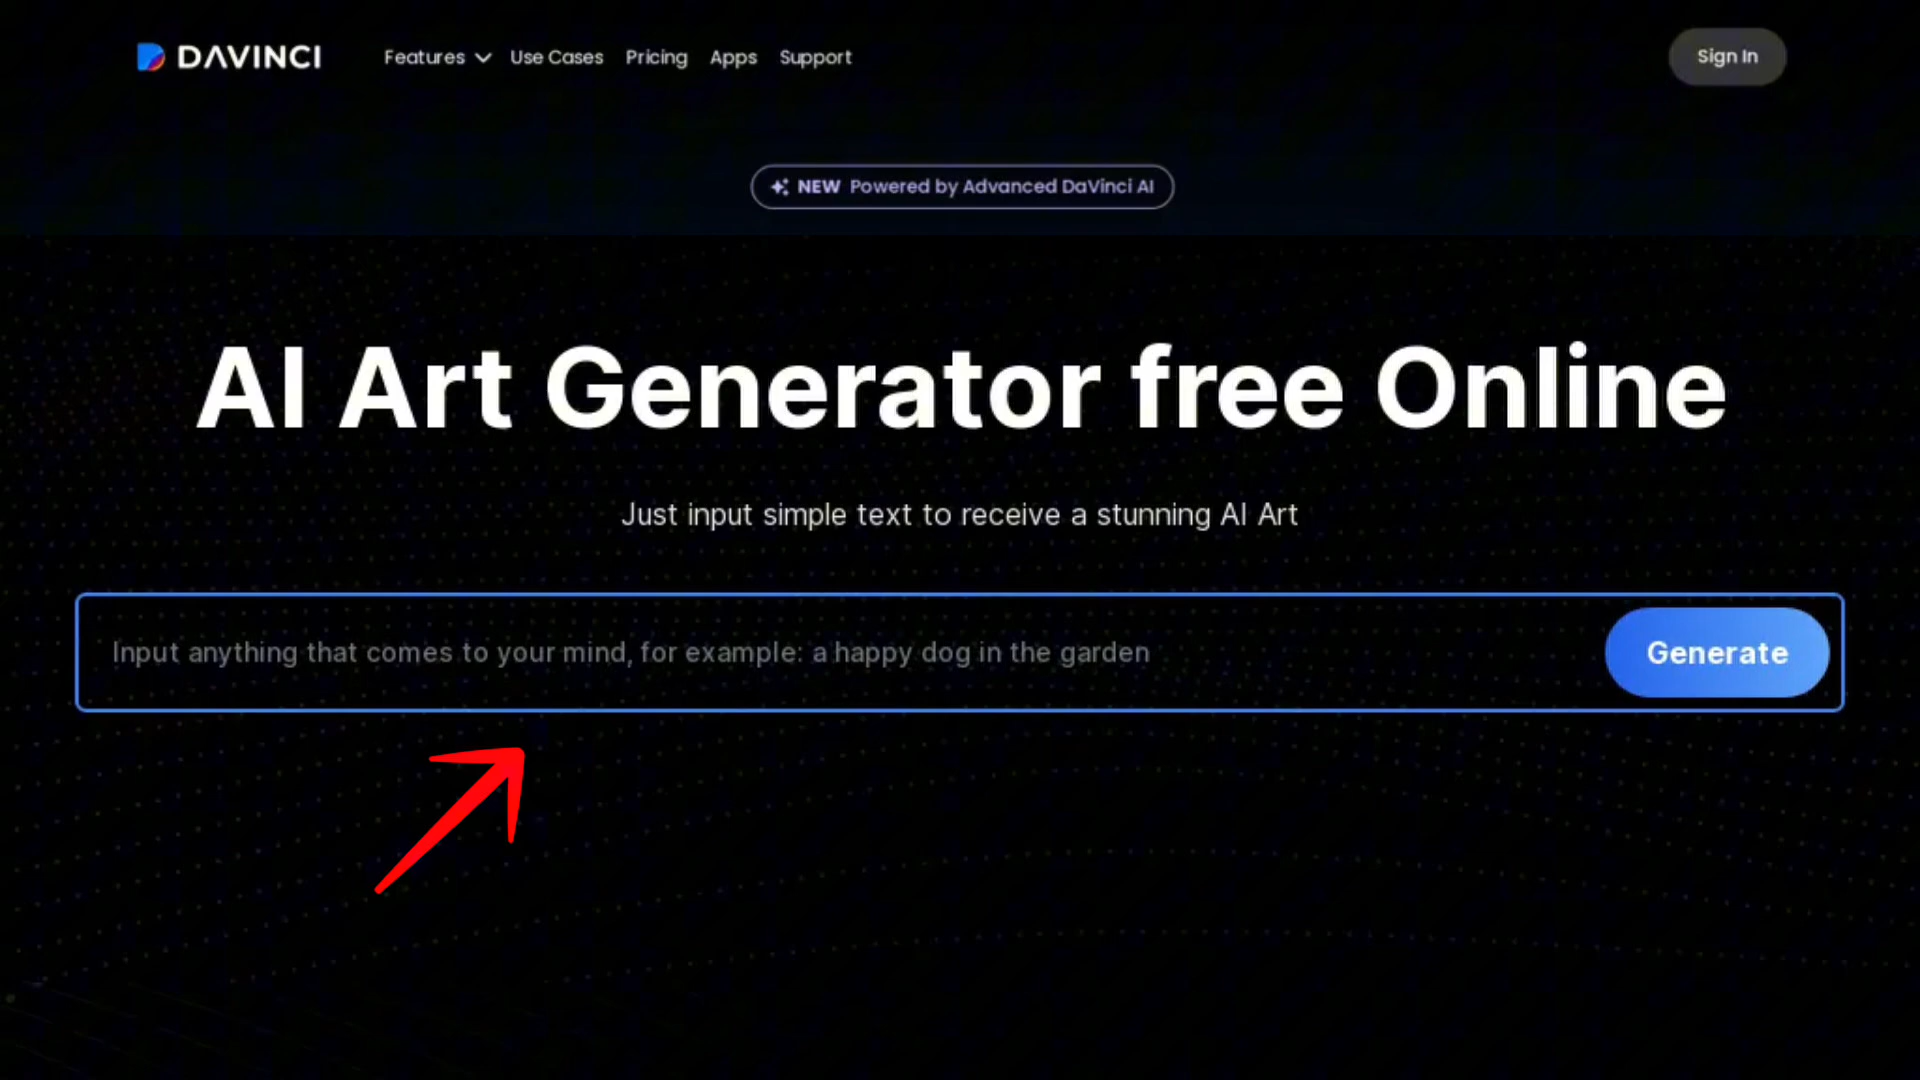 DAVINCI Features Use Cases Pricing Apps Support Sign In
NEW Powered by Advanced DaVinci AI
AI Art Generator free Online
Just input simple text to receive a stunning AI Art
Input anything that comes to your mind, for example: a happy dog in the garden Generate